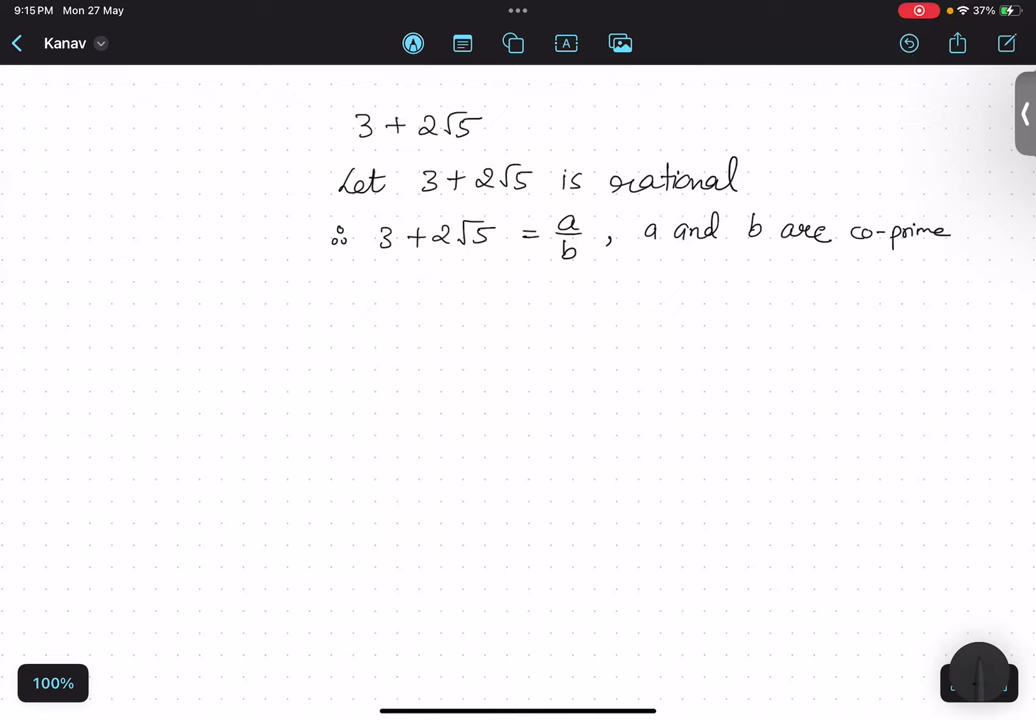 9:15 PM Mon 27 May
37%
Kanav
A
3 + 2√5
Let 3 + 2√5 is rational
∴ 3 + 2√5 = a/b , a and b are co-prime
100%